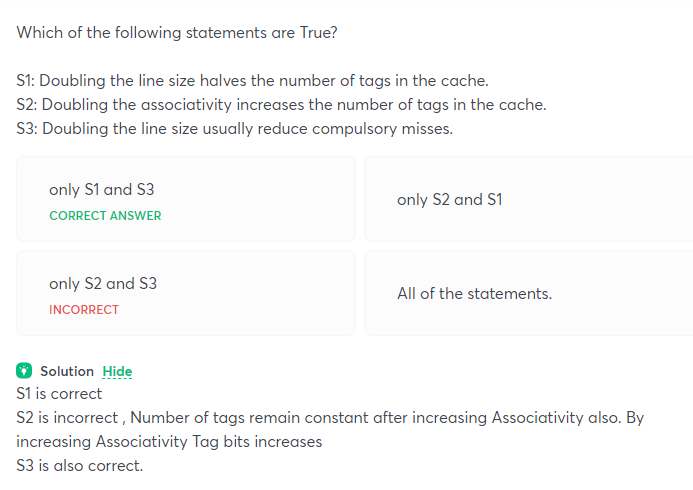 Which of the following statements are True?
S1: Doubling the line size halves the number of tags in the cache.
S2: Doubling the associativity increases the number of tags in the cache.
S3: Doubling the line size usually reduce compulsory misses.
only S1 and S3
CORRECT ANSWER
only S2 and S1
only S2 and S3
INCORRECT
All of the statements.
Solution Hide
S1 is correct
S2 is incorrect , Number of tags remain constant after increasing Associativity also. By
increasing Associativity Tag bits increases
S3 is also correct.